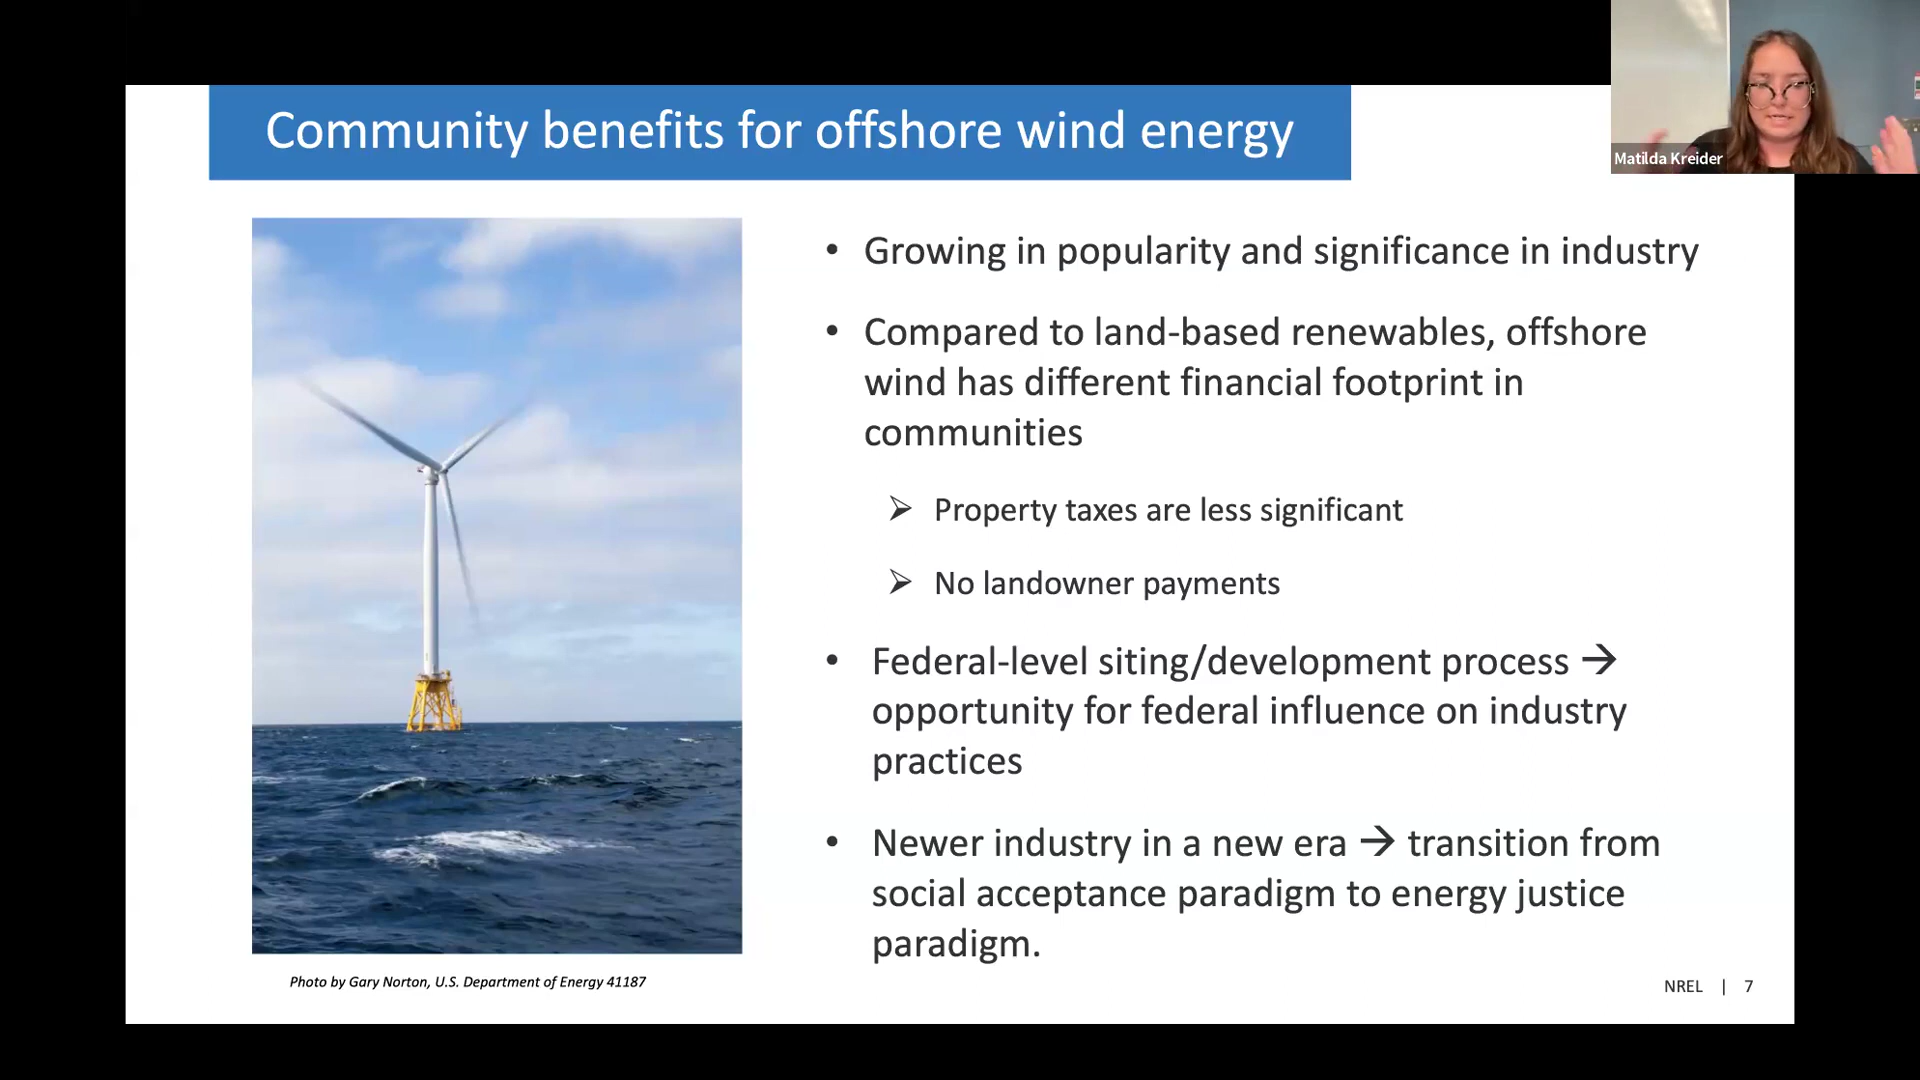 Community benefits for offshore wind energy
Matilda Kreider
• Growing in popularity and significance in industry
• Compared to land-based renewables, offshore
wind has different financial footprint in
communities
➢ Property taxes are less significant
➢ No landowner payments
• Federal-level siting/development process →
opportunity for federal influence on industry
practices
• Newer industry in a new era → transition from
social acceptance paradigm to energy justice
paradigm.
Photo by Gary Norton, U.S. Department of Energy 41187
NREL | 7